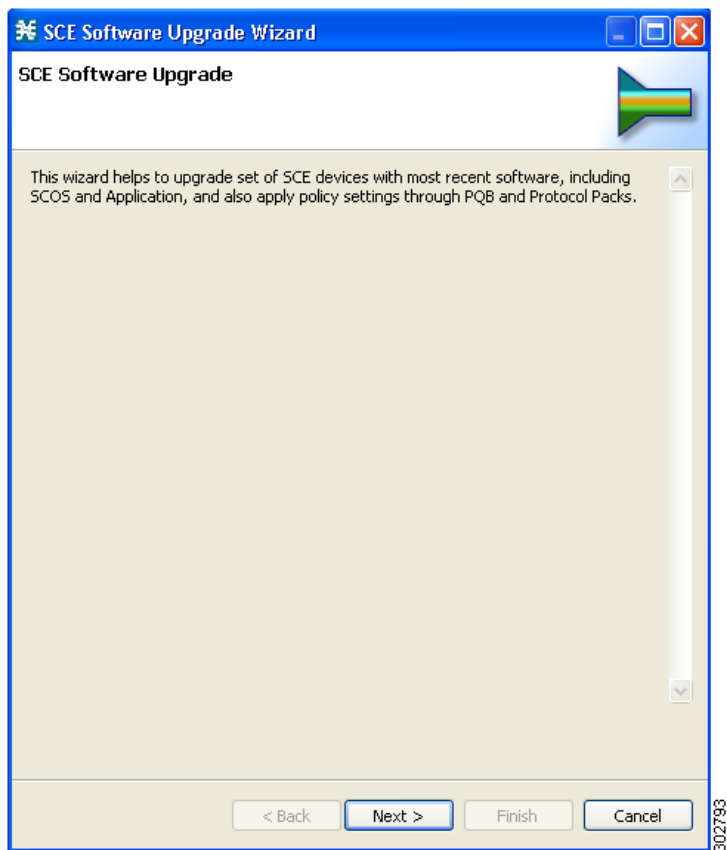 SCE Software Upgrade Wizard
SCE Software Upgrade
This wizard helps to upgrade set of SCE devices with most recent software, including
SCOS and Application, and also apply policy settings through PQB and Protocol Packs.
< Back
Next >
Finish
Cancel
302793